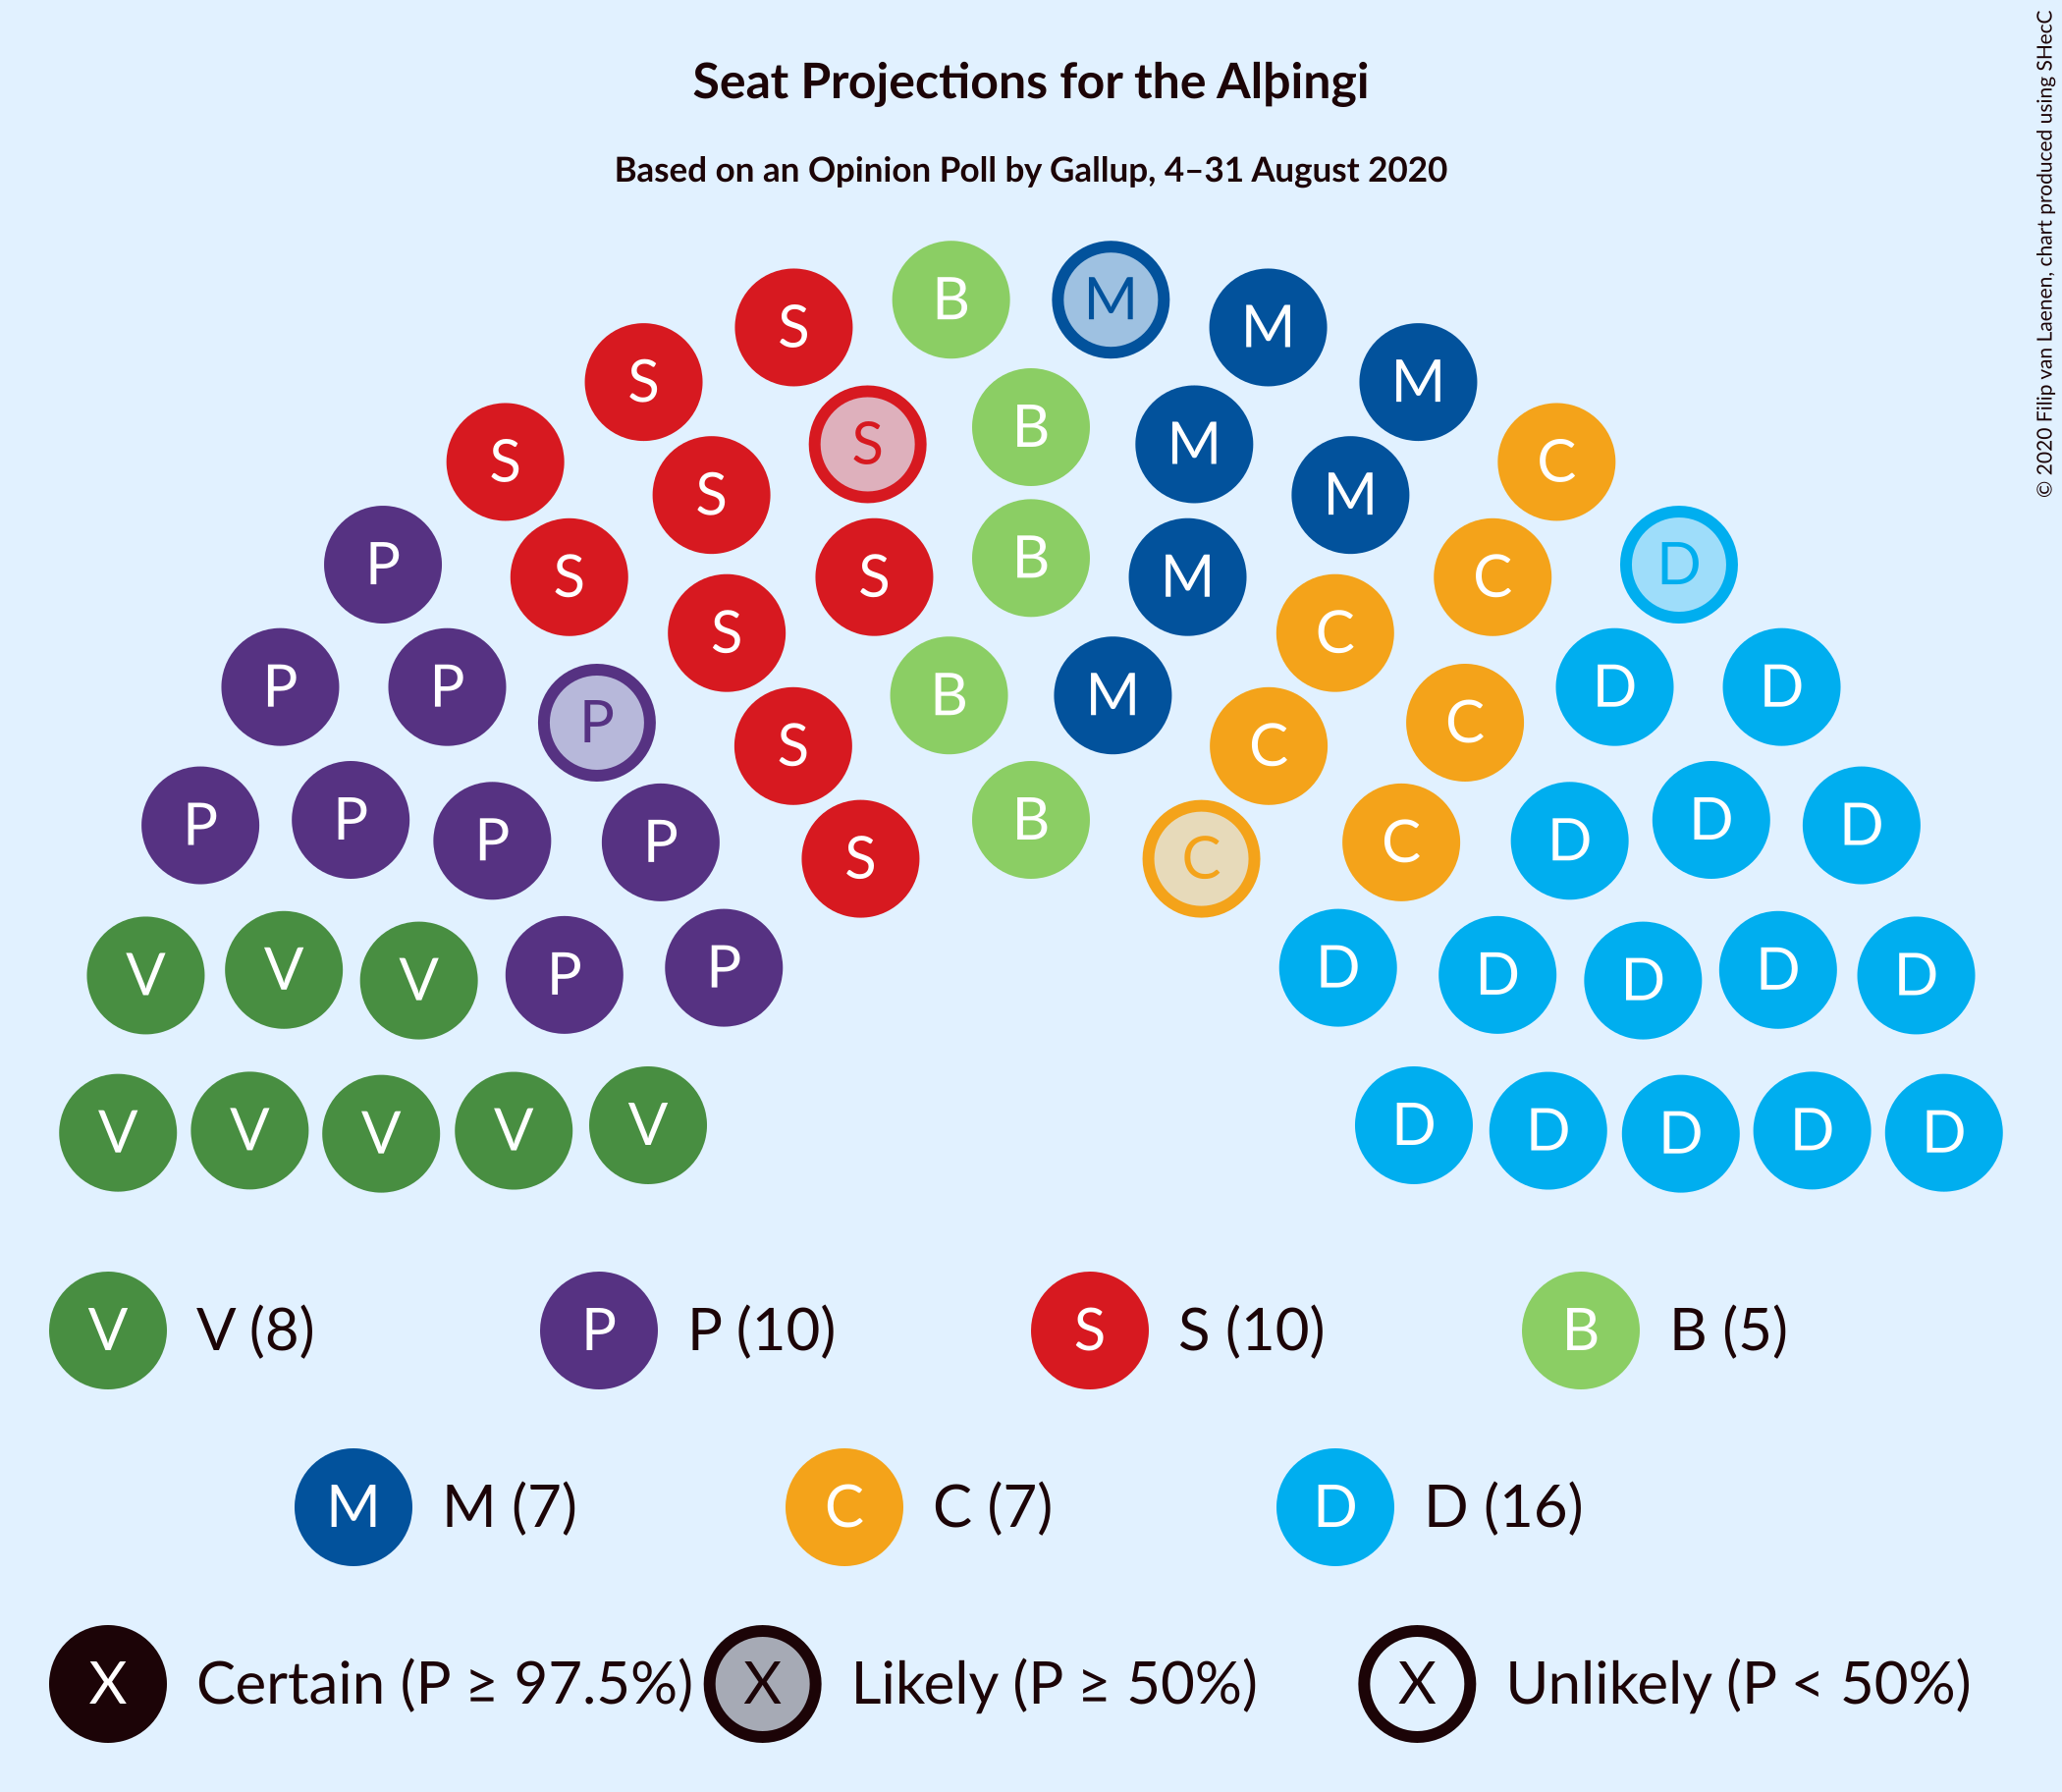 Seat Projections for the Alþingi
Based on an Opinion Poll by Gallup, 4–31 August 2020
© 2020 Filip van Laenen, chart produced using SHecC
B M
S M
S M
S B M
S C
S M
B
P D
S S M C
S C
P P D D
B M
P C
S C
P P B D D
P P C D
S C
V V P D D
V P D D D
V V V V V D D D D D
V V (8) P P (10) S S (10) B B (5)
M M (7) C C (7) D D (16)
X Certain (P ≥ 97.5%) X Likely (P ≥ 50%) X Unlikely (P < 50%)